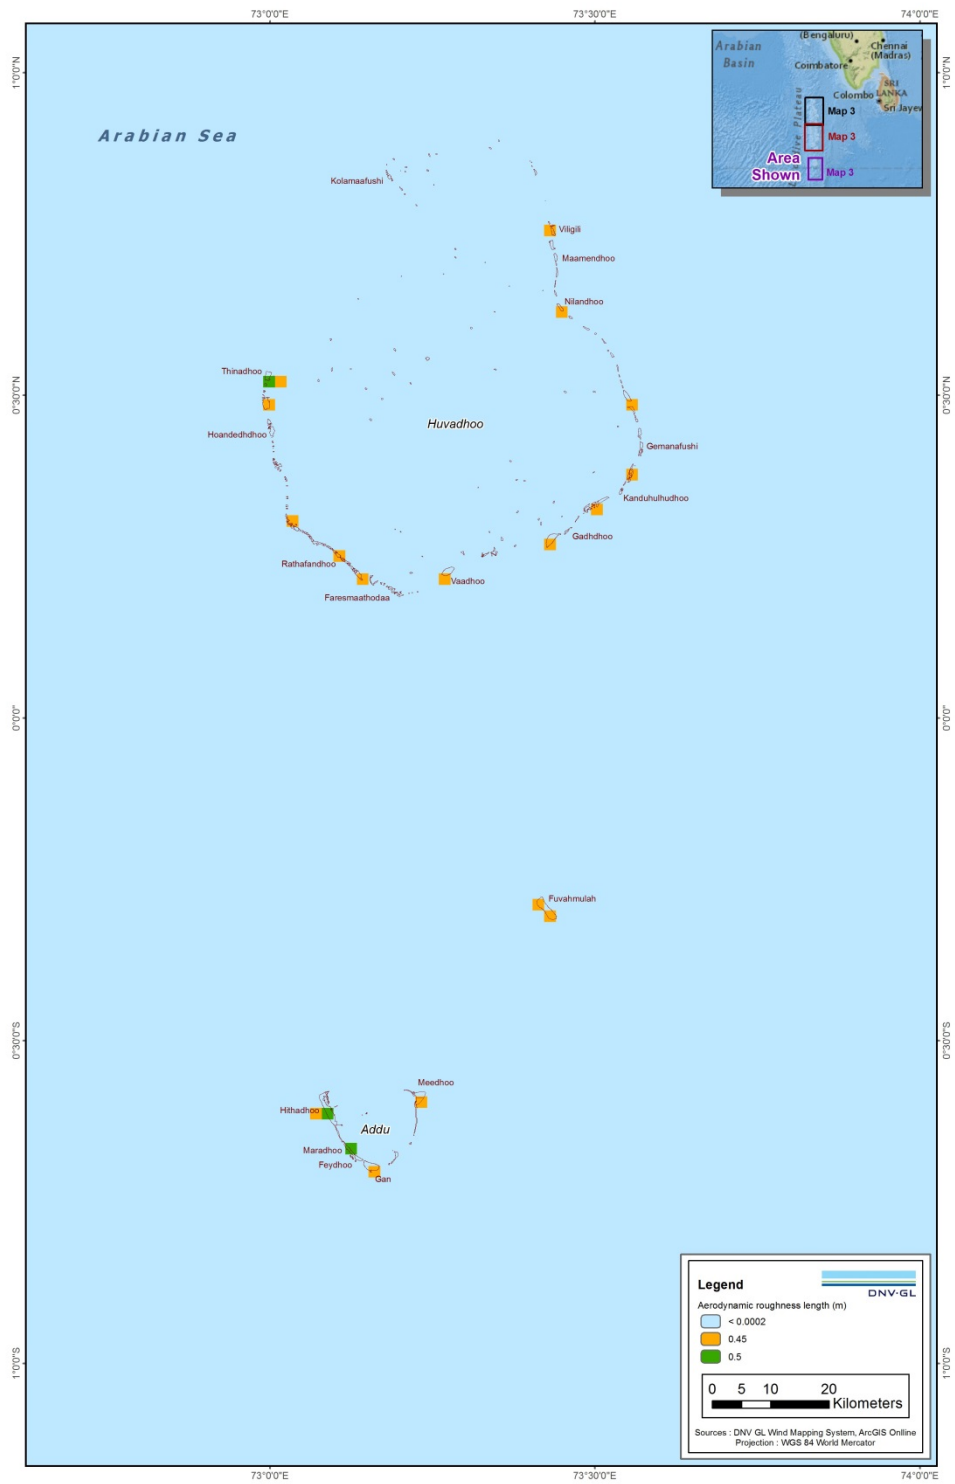 73°0'0"E
73°30'0"E
74°0'0"E
1°0'0"N
1°0'0"N
Arabian
Basin
(Bengaluru)
Chennai
(Madras)
Coimbatore
SRI
LANKA
Colombo
Sri Jayew
Plateau
Map 3
Map 3
Area
Shown
Map 3
Arabian Sea
Kolamaafushi
Viligili
Maamendhoo
Nilandhoo
Thinadhoo
0°30'0"N
0°30'0"N
Huvadhoo
Hoandedhdhoo
Gemanafushi
Kanduhulhudhoo
Gadhdhoo
Rathafandhoo
Vaadhoo
Faresmaathodaa
0°0'0"
0°0'0"
Fuvahmulah
0°30'0"S
0°30'0"S
Meedhoo
Hithadhoo
Addu
Maradhoo
Feydhoo
Gan
Legend
DNV·GL
Aerodynamic roughness length (m)
< 0.0002
0.45
0.5
0 5 10 20
Kilometers
Sources : DNV GL Wind Mapping System, ArcGIS Onlline
Projection : WGS 84 World Mercator
1°0'0"S
1°0'0"S
73°0'0"E
73°30'0"E
74°0'0"E